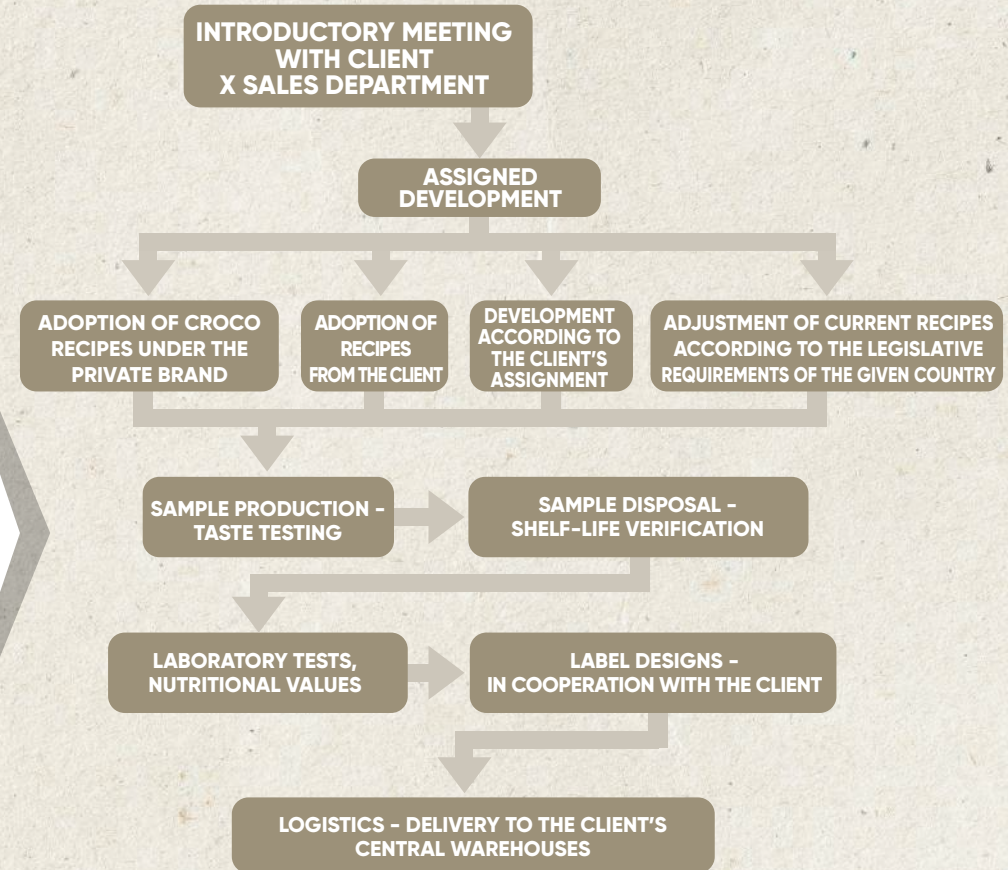 INTRODUCTORY MEETING
WITH CLIENT
X SALES DEPARTMENT
ASSIGNED
DEVELOPMENT
ADOPTION OF CROCO
RECIPES UNDER THE
PRIVATE BRAND
ADOPTION OF
RECIPES
FROM THE CLIENT
DEVELOPMENT
ACCORDING TO
THE CLIENT'S
ASSIGNMENT
ADJUSTMENT OF CURRENT RECIPES
ACCORDING TO THE LEGISLATIVE
REQUIREMENTS OF THE GIVEN COUNTRY
SAMPLE PRODUCTION -
TASTE TESTING
SAMPLE DISPOSAL -
SHELF-LIFE VERIFICATION
LABORATORY TESTS,
NUTRITIONAL VALUES
LABEL DESIGNS -
IN COOPERATION WITH THE CLIENT
LOGISTICS - DELIVERY TO THE CLIENT'S
CENTRAL WAREHOUSES